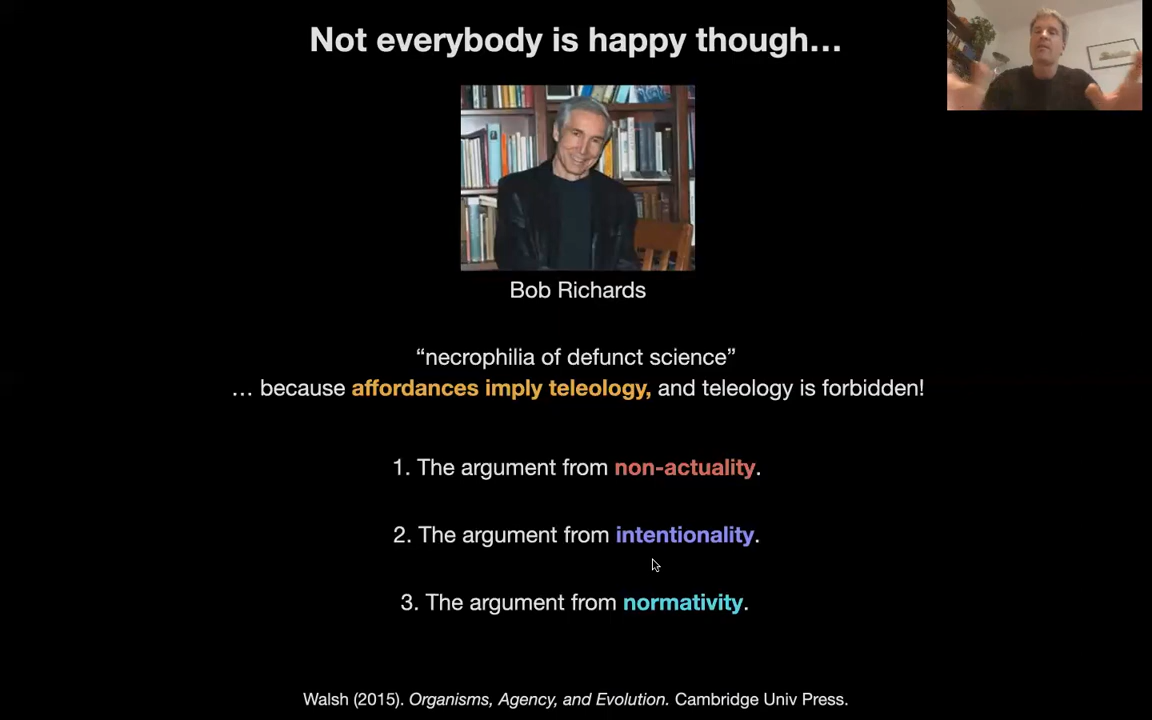 Not everybody is happy though…
Bob Richards
“necrophilia of defunct science”
… because affordances imply teleology, and teleology is forbidden!
1. The argument from non-actuality.
2. The argument from intentionality.
3. The argument from normativity.
Walsh (2015). Organisms, Agency, and Evolution. Cambridge Univ Press.